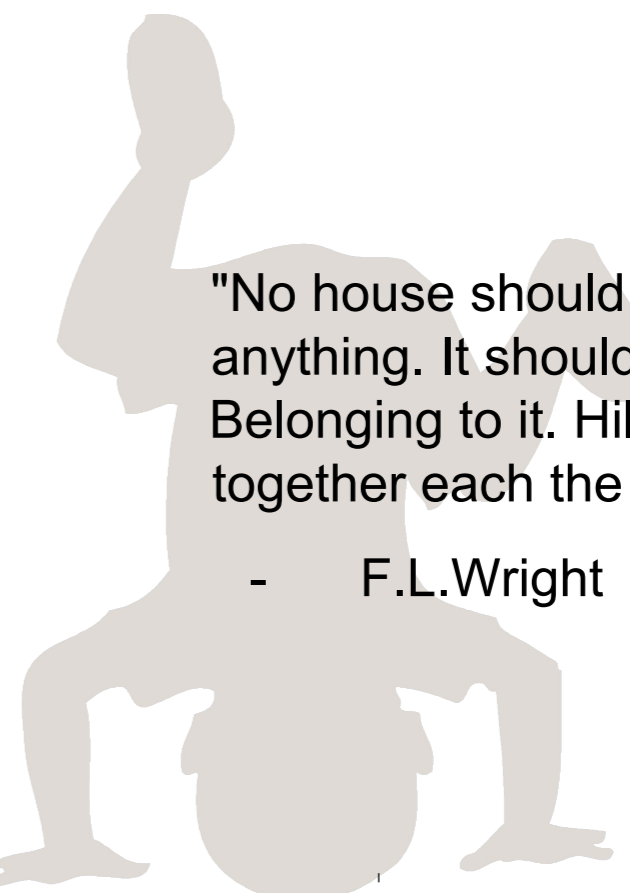 "No house should
anything. It should
Belonging to it. Hil
together each the
- F.L.Wright